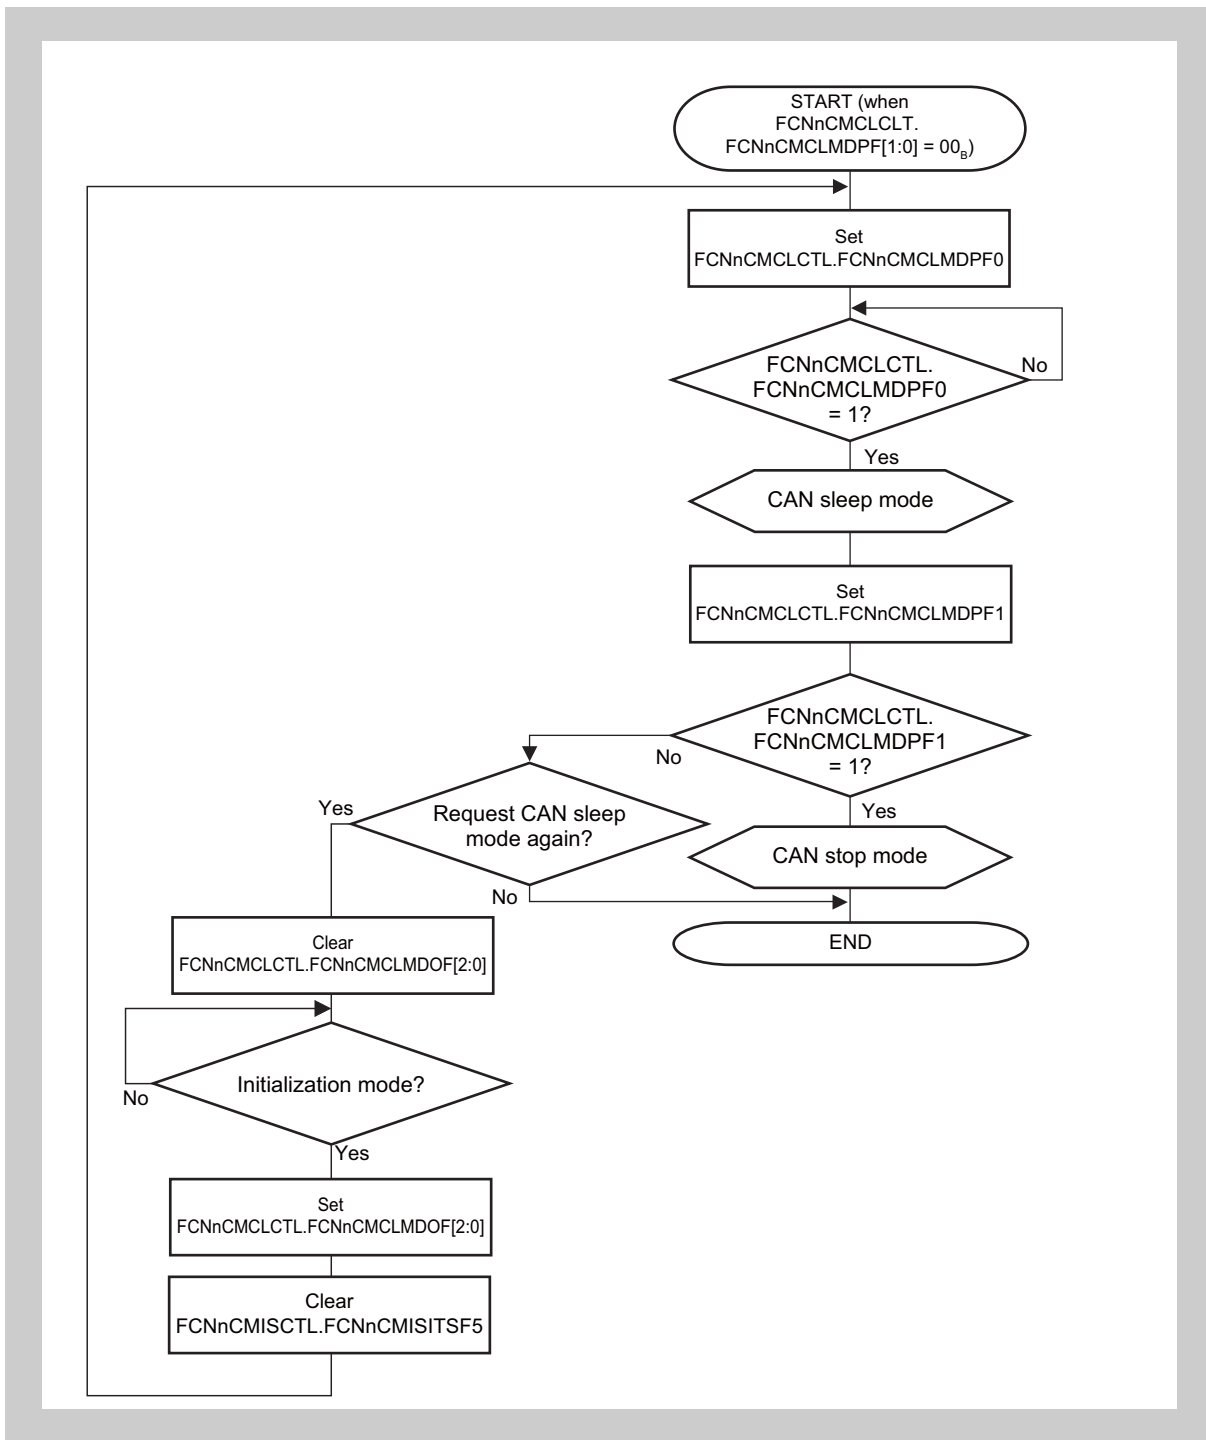 START (when
FCNnCMCLCLT.
FCNnCMCLMDPF[1:0] = 00B)
Set
FCNnCMCLCTL.FCNnCMCLMDPF0
FCNnCMCLCTL.
FCNnCMCLMDPF0
= 1?
No
Yes
CAN sleep mode
Set
FCNnCMCLCTL.FCNnCMCLMDPF1
FCNnCMCLCTL.
FCNnCMCLMDPF1
= 1?
No
Yes
Request CAN sleep
mode again?
Yes
No
CAN stop mode
END
Clear
FCNnCMCLCTL.FCNnCMCLMDOF[2:0]
Initialization mode?
No
Yes
Set
FCNnCMCLCTL.FCNnCMCLMDOF[2:0]
Clear
FCNnCMISCTL.FCNnCMISITSF5